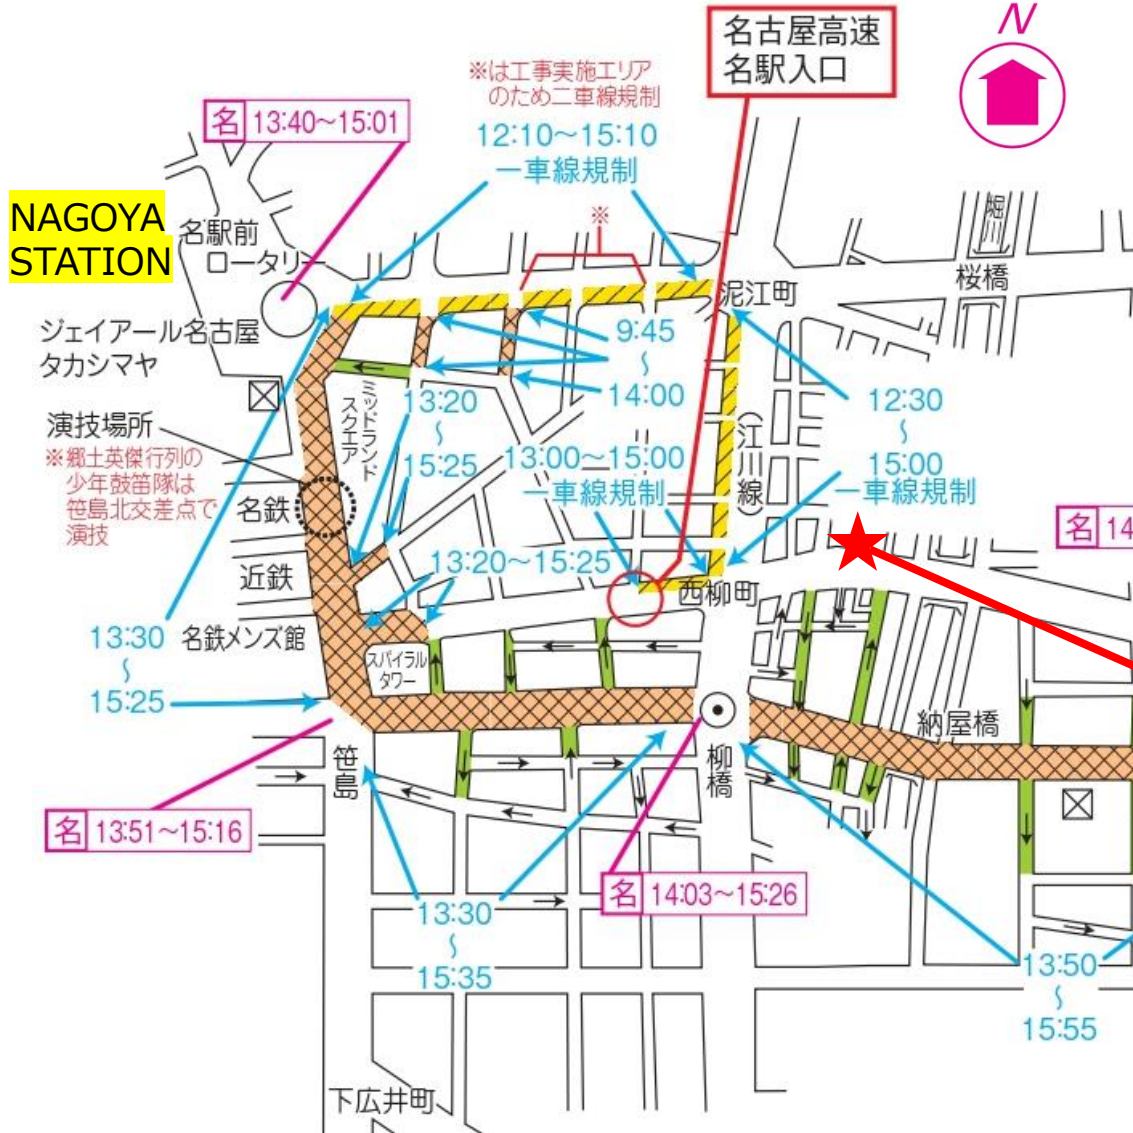 N
名古屋高速
名駅入口
※は工事実施エリア
のため二車線規制
名 13:40〜15:01
12:10〜15:10
一車線規制
NAGOYA
STATION
名駅前
ロータリー
※
堀川
桜橋
泥江町
ジェイアール名古屋
タカシマヤ
9:45
〜
14:00
ミッドランド
スクエア
13:20
〜
15:25
12:30
〜
15:00
一車線規制
(江川線)
演技場所
※郷土英傑行列の
少年鼓笛隊は
笹島北交差点で
演技
13:00〜15:00
一車線規制
名鉄
名 14
近鉄
13:20〜15:25
西柳町
名鉄メンズ館
13:30
〜
15:25
スパイラル
タワー
納屋橋
笹島
柳橋
名 13:51〜15:16
名 14:03〜15:26
13:30
〜
15:35
13:50
〜
15:55
下広井町